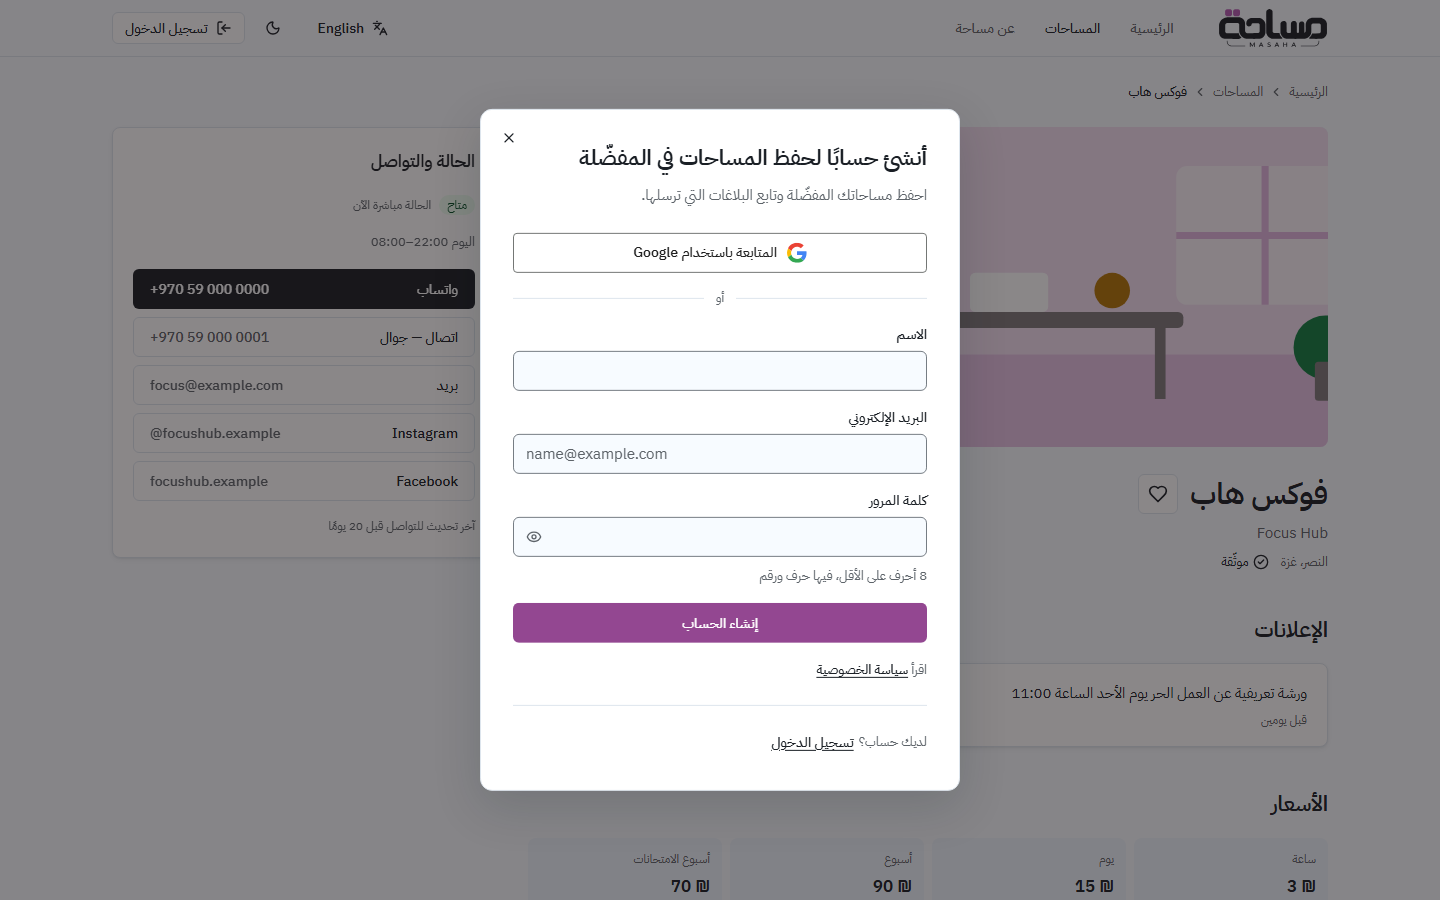 مساحة
MASAHA
الرئيسية
المساحات
عن مساحة
English
تسجيل الدخول
الرئيسية > المساحات > فوكس هاب
أنشئ حسابًا لحفظ المساحات في المفضّلة
احفظ مساحاتك المفضّلة وتابع البلاغات التي ترسلها.
المتابعة باستخدام Google
أو
الاسم
البريد الإلكتروني
name@example.com
كلمة المرور
8 أحرف على الأقل، فيها حرف ورقم
إنشاء الحساب
اقرأ سياسة الخصوصية
لديك حساب؟ تسجيل الدخول
فوكس هاب
Focus Hub
النصر، غزة
موثّقة
الإعلانات
ورشة تعريفية عن العمل الحر يوم الأحد الساعة 11:00
قبل يومين
الأسعار
ساعة
3 ₪
يوم
15 ₪
أسبوع
90 ₪
أسبوع الامتحانات
70 ₪
الحالة والتواصل
متاح
الحالة مباشرة الآن
اليوم 08:00–22:00
واتساب
+970 59 000 0000
اتصال — جوال
+970 59 000 0001
بريد
focus@example.com
Instagram
@focushub.example
Facebook
focushub.example
آخر تحديث للتواصل قبل 20 يومًا